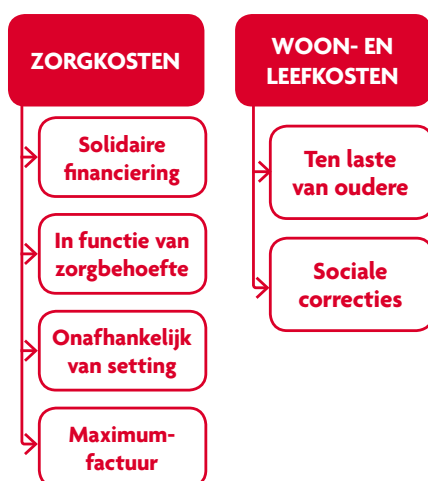 ZORGKOSTEN
Solidaire
financiering
In functie van
zorgbehoefte
Onafhankelijk
van setting
Maximum-
factuur
WOON- EN
LEEFKOSTEN
Ten laste
van oudere
Sociale
correcties